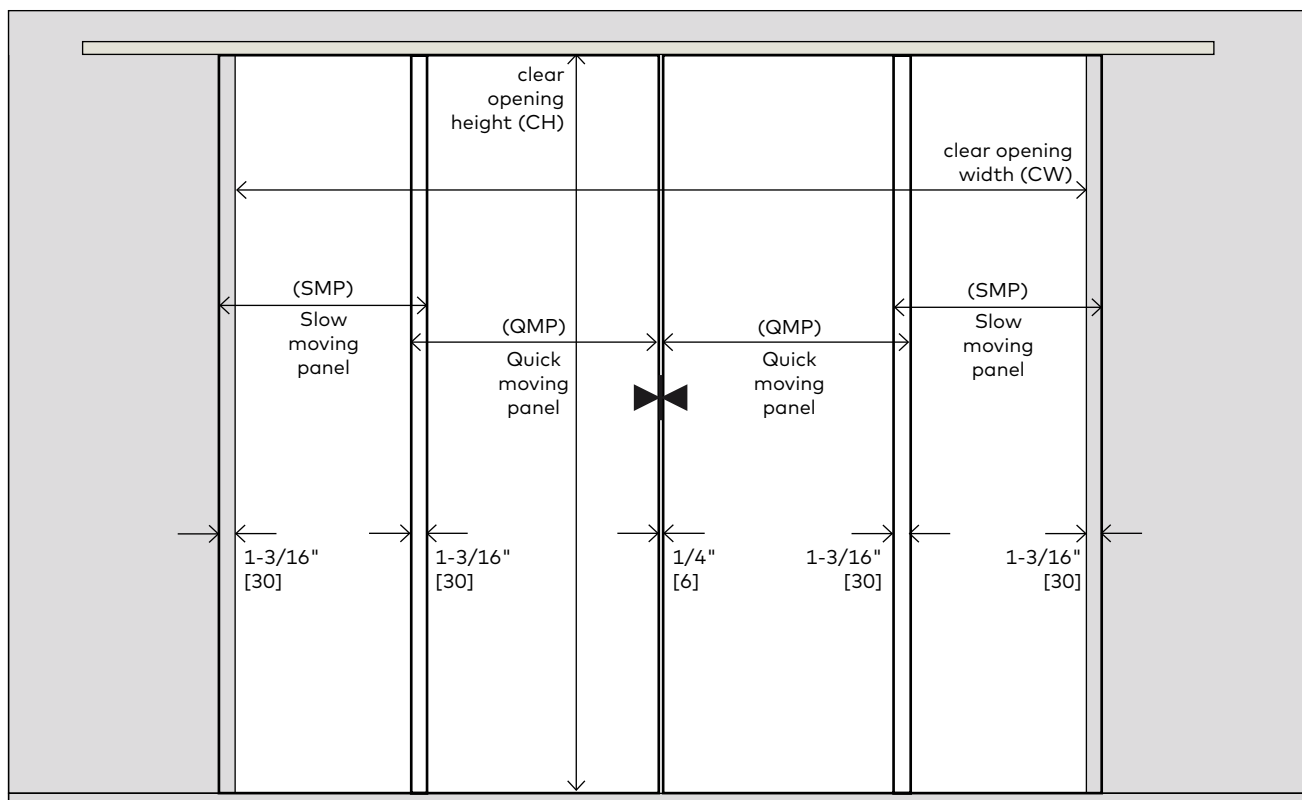 clear
opening
height (CH)
clear opening
width (CW)
(SMP)
Slow
moving
panel
(QMP)
Quick
moving
panel
(QMP)
Quick
moving
panel
(SMP)
Slow
moving
panel
1-3/16"
[30]
1-3/16"
[30]
1/4"
[6]
1-3/16"
[30]
1-3/16"
[30]